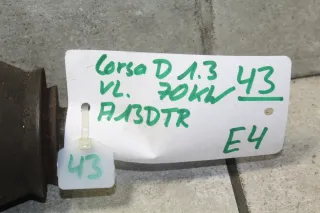 Corsa D 1.3 43
VL. 70KW
A13DTR
E4
43